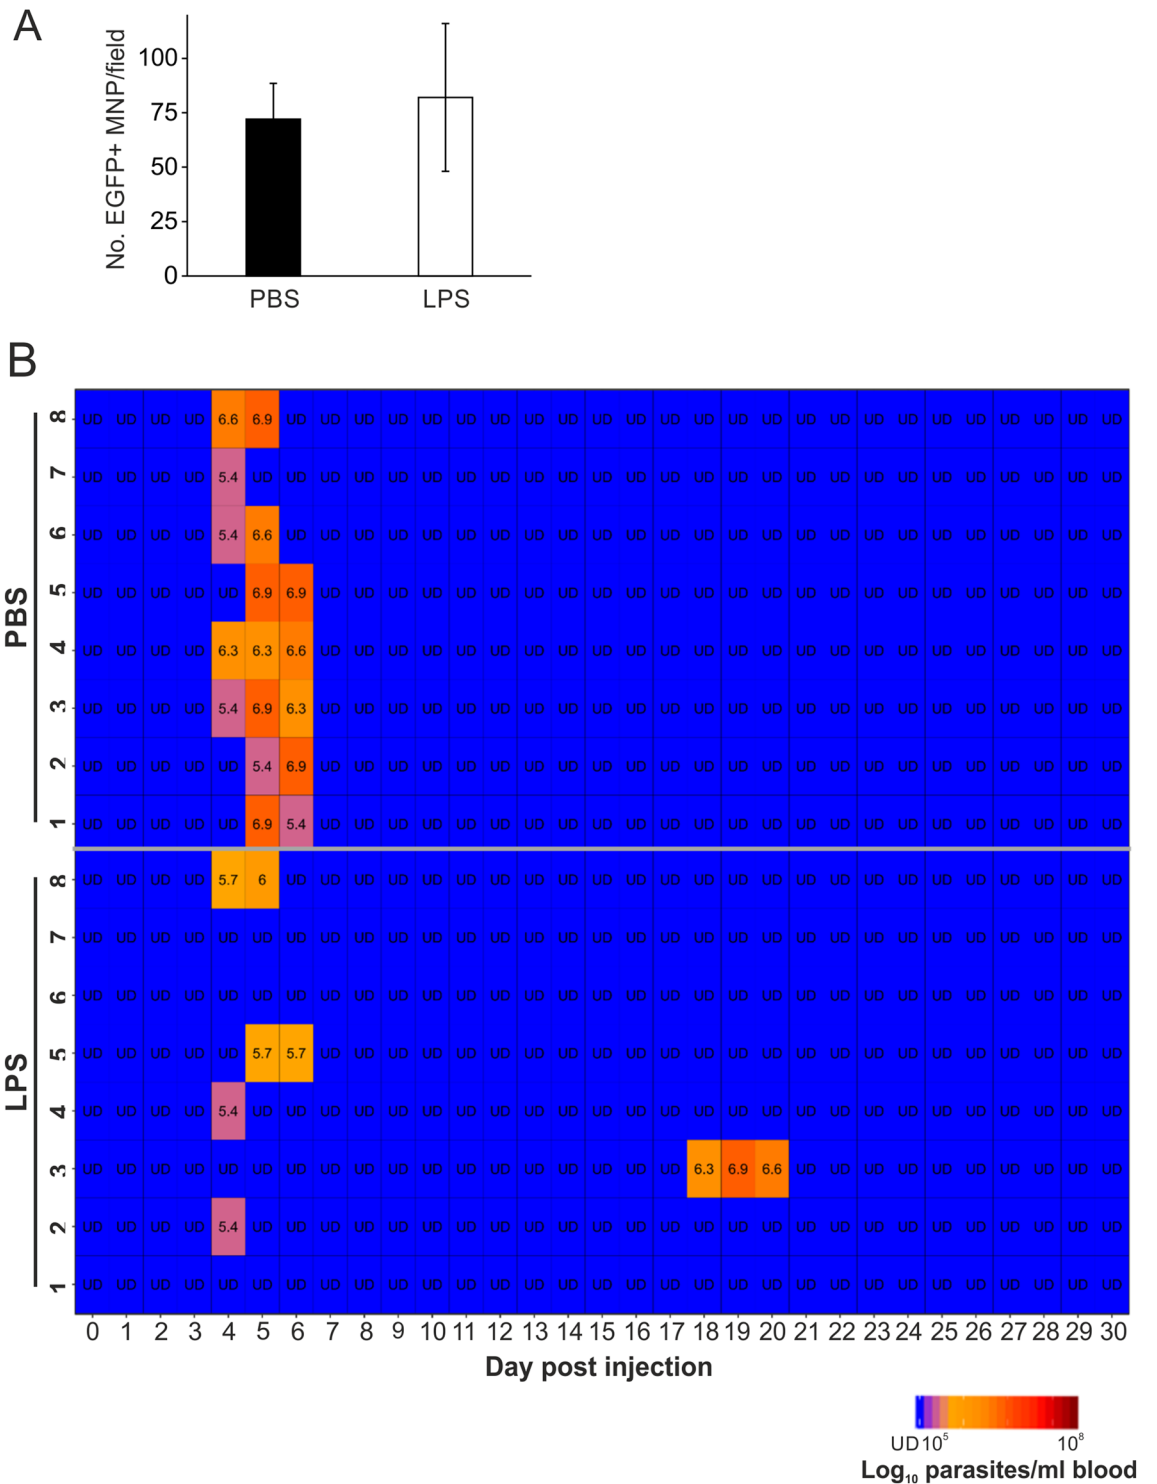 A
No. EGFP+ MNP/field
100
75
50
25
0
PBS LPS
B
PBS
8 UD UD UD UD 6.6 6.9 UD UD UD UD UD UD UD UD UD UD UD UD UD UD UD UD UD UD UD UD UD UD UD UD UD
7 UD UD UD UD 5.4 UD UD UD UD UD UD UD UD UD UD UD UD UD UD UD UD UD UD UD UD UD UD UD UD UD UD
6 UD UD UD UD 5.4 6.6 UD UD UD UD UD UD UD UD UD UD UD UD UD UD UD UD UD UD UD UD UD UD UD UD UD
5 UD UD UD UD UD 6.9 6.9 UD UD UD UD UD UD UD UD UD UD UD UD UD UD UD UD UD UD UD UD UD UD UD UD
4 UD UD UD UD 6.3 6.3 6.6 UD UD UD UD UD UD UD UD UD UD UD UD UD UD UD UD UD UD UD UD UD UD UD UD
3 UD UD UD UD 5.4 6.9 6.3 UD UD UD UD UD UD UD UD UD UD UD UD UD UD UD UD UD UD UD UD UD UD UD UD
2 UD UD UD UD UD 5.4 6.9 UD UD UD UD UD UD UD UD UD UD UD UD UD UD UD UD UD UD UD UD UD UD UD UD
1 UD UD UD UD UD 6.9 5.4 UD UD UD UD UD UD UD UD UD UD UD UD UD UD UD UD UD UD UD UD UD UD UD UD
LPS
8 UD UD UD UD 5.7 6 UD UD UD UD UD UD UD UD UD UD UD UD UD UD UD UD UD UD UD UD UD UD UD UD UD
7 UD UD UD UD UD UD UD UD UD UD UD UD UD UD UD UD UD UD UD UD UD UD UD UD UD UD UD UD UD UD UD
6 UD UD UD UD UD UD UD UD UD UD UD UD UD UD UD UD UD UD UD UD UD UD UD UD UD UD UD UD UD UD UD
5 UD UD UD UD UD 5.7 5.7 UD UD UD UD UD UD UD UD UD UD UD UD UD UD UD UD UD UD UD UD UD UD UD UD
4 UD UD UD UD 5.4 UD UD UD UD UD UD UD UD UD UD UD UD UD UD UD UD UD UD UD UD UD UD UD UD UD UD
3 UD UD UD UD UD UD UD UD UD UD UD UD UD UD UD UD UD UD 6.3 6.9 6.6 UD UD UD UD UD UD UD UD UD UD
2 UD UD UD UD 5.4 UD UD UD UD UD UD UD UD UD UD UD UD UD UD UD UD UD UD UD UD UD UD UD UD UD UD
1 UD UD UD UD UD UD UD UD UD UD UD UD UD UD UD UD UD UD UD UD UD UD UD UD UD UD UD UD UD UD UD
0 1 2 3 4 5 6 7 8 9 10 11 12 13 14 15 16 17 18 19 20 21 22 23 24 25 26 27 28 29 30
Day post injection
UD 10⁵ 10⁸
Log₁₀ parasites/ml blood